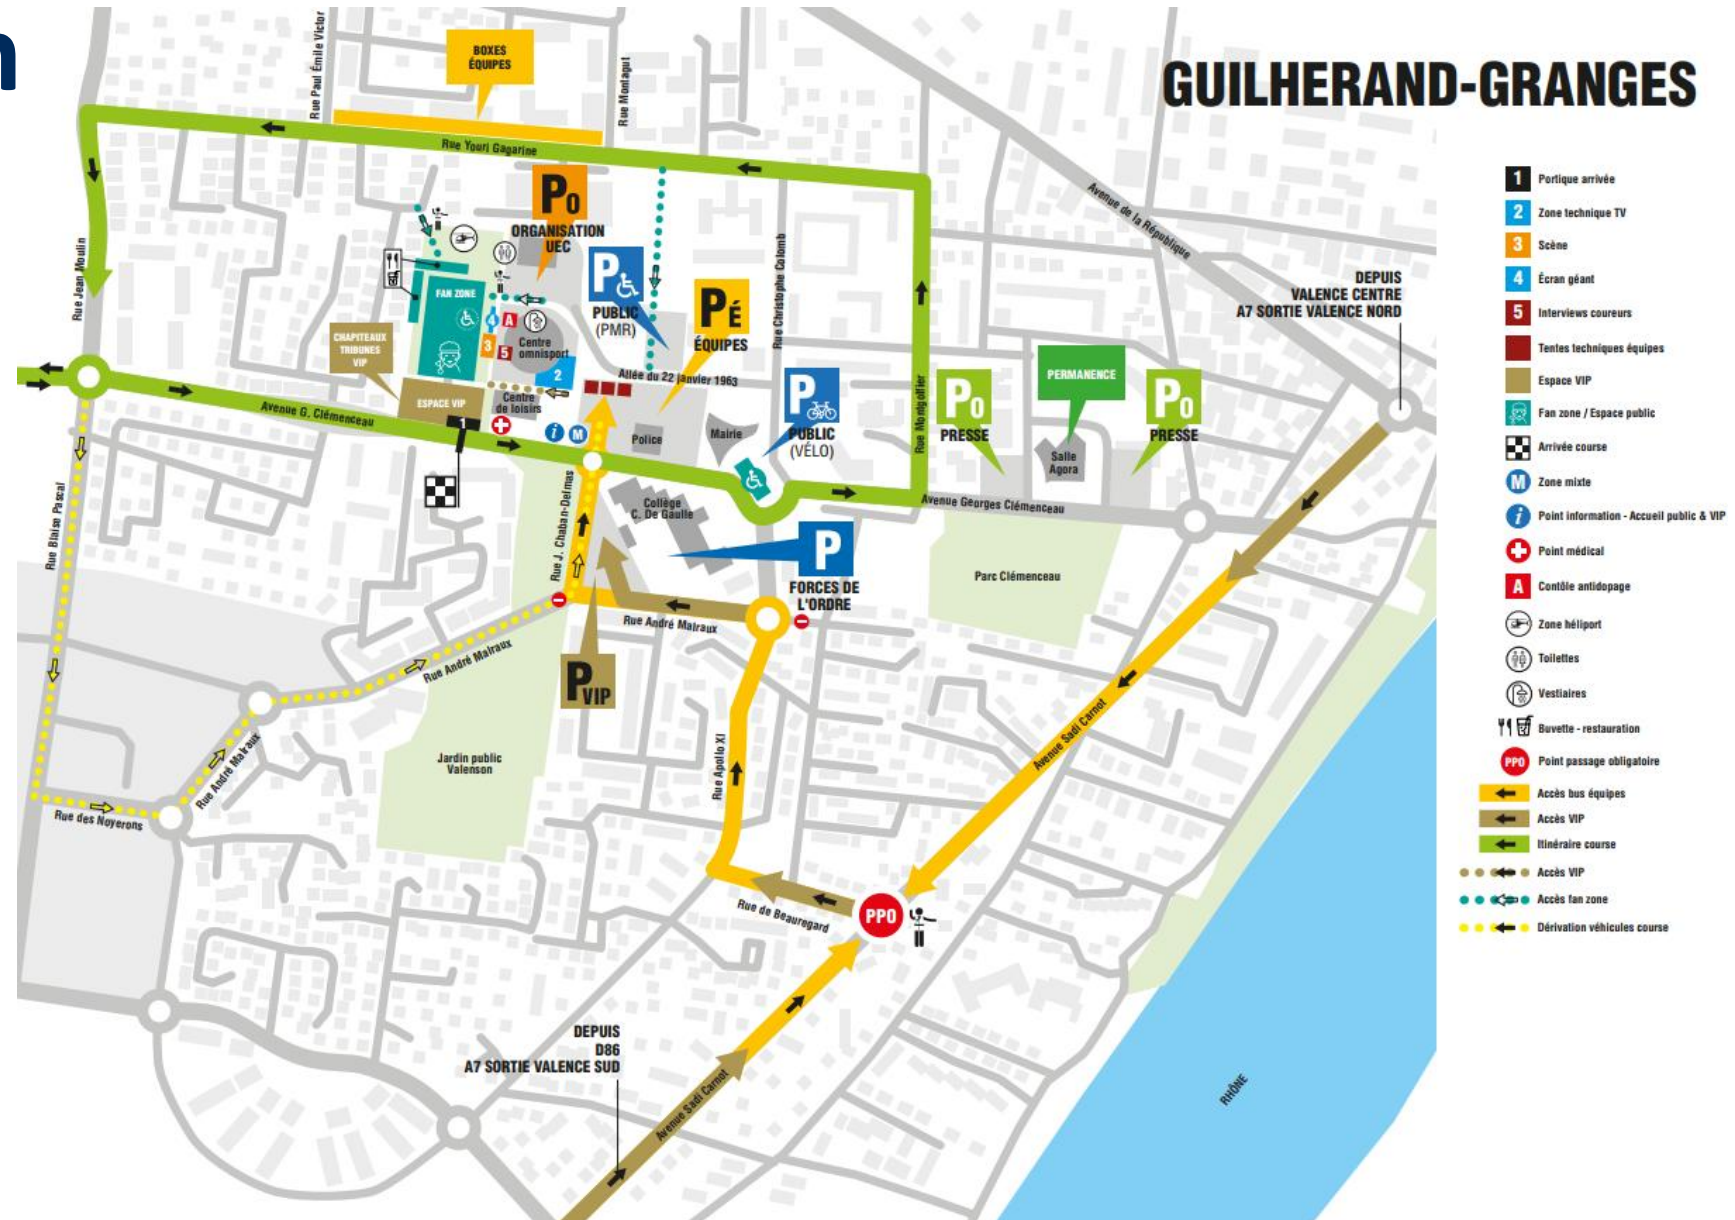 n
GUILHERAND-GRANGES
Rue Paul Émile Victor
BOXES
ÉQUIPES
Rue Montagut
Rue Youri Gagarine
Rue Jean Moulin
P0
ORGANISATION
UEC
P
PUBLIC
(PMR)
PÉ
ÉQUIPES
Rue Christophe Colomb
Avenue de la République
DEPUIS
VALENCE CENTRE
A7 SORTIE VALENCE NORD
FAN ZONE
4
A
3
5
Centre
omnisport
2
CHAPITEAUX
TRIBUNES
VIP
ESPACE VIP
1
Centre
de loisirs
Allée du 22 janvier 1963
i
M
Police
Mairie
P
PUBLIC
(VÉLO)
Rue Montgolfier
P0
PRESSE
PERMANENCE
Salle
Agora
P0
PRESSE
Avenue G. Clémenceau
Avenue Georges Clémenceau
Rue Blaise Pascal
Rue J. Chaban-Delmas
Collège
C. De Gaulle
P
FORCES DE
L'ORDRE
Parc Clémenceau
Rue André Malraux
Rue André Malraux
PVIP
Rue André Malraux
Jardin public
Valenson
Rue des Noyerons
Rue Apollo XI
Avenue Sadi Carnot
Rue de Beauregard
PPO
DEPUIS
D86
A7 SORTIE VALENCE SUD
Avenue Sadi Carnot
RHÔNE
1 Portique arrivée
2 Zone technique TV
3 Scène
4 Écran géant
5 Interviews coureurs
Tentes techniques équipes
Espace VIP
Fan zone / Espace public
Arrivée course
M Zone mixte
i Point information - Accueil public & VIP
Point médical
A Contôle antidopage
Zone héliport
Toilettes
Vestiaires
Buvette - restauration
PPO Point passage obligatoire
Accès bus équipes
Accès VIP
Itinéraire course
Accès VIP
Accès fan zone
Dérivation véhicules course